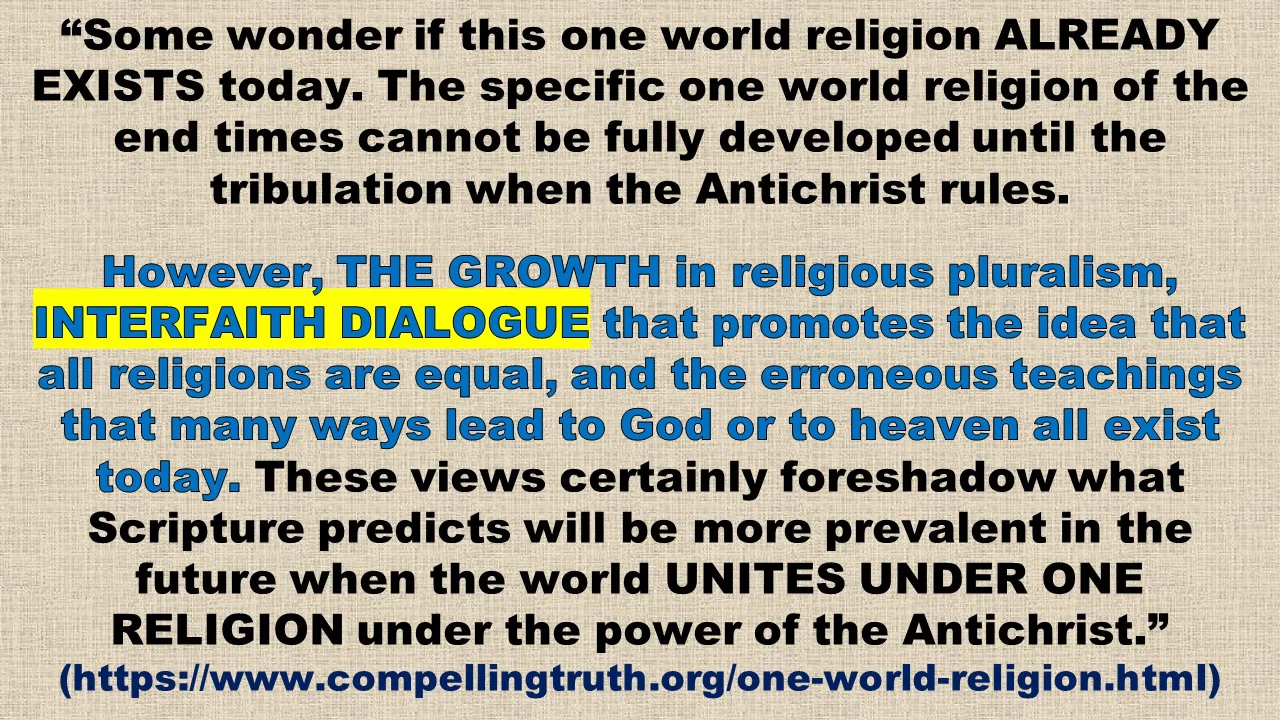 “Some wonder if this one world religion ALREADY
EXISTS today. The specific one world religion of the
end times cannot be fully developed until the
tribulation when the Antichrist rules.
However, THE GROWTH in religious pluralism,
INTERFAITH DIALOGUE that promotes the idea that
all religions are equal, and the erroneous teachings
that many ways lead to God or to heaven all exist
today. These views certainly foreshadow what
Scripture predicts will be more prevalent in the
future when the world UNITES UNDER ONE
RELIGION under the power of the Antichrist.”
(https://www.compellingtruth.org/one-world-religion.html)